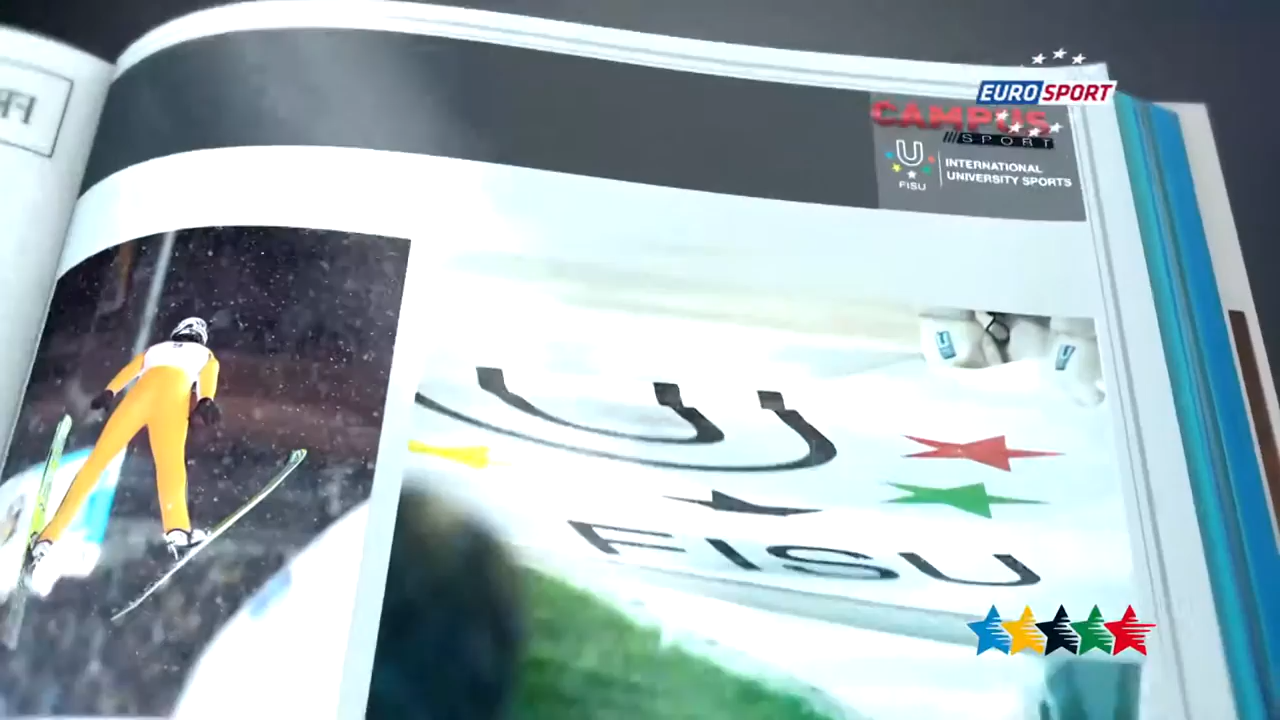 EUROSPORT
CAMPUS
SPORT
U
FISU
INTERNATIONAL
UNIVERSITY SPORTS
U
FISU